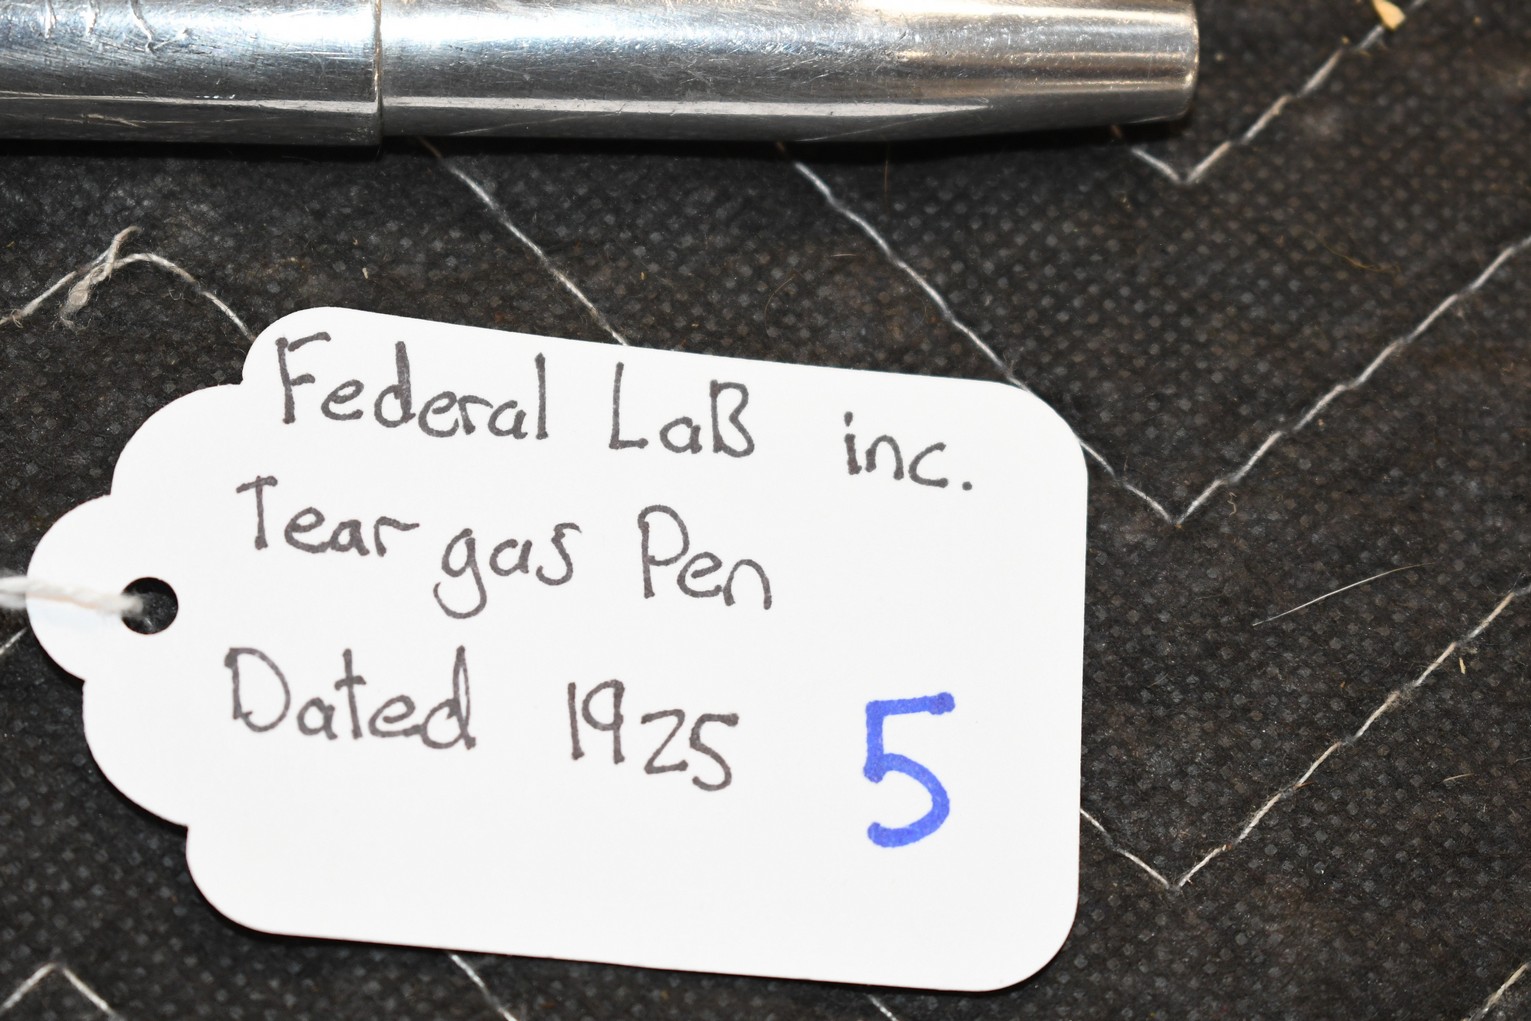 Federal LaB inc.
Tear gas Pen
Dated 1925 5